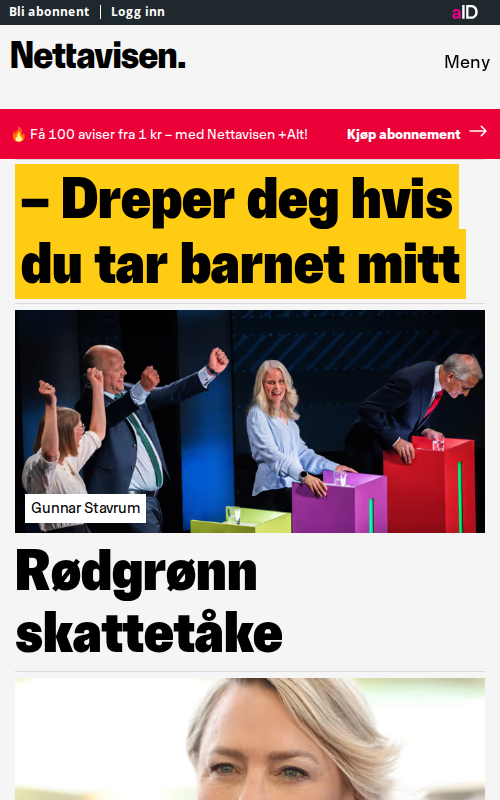 Bli abonnent
Logg inn
aID
Nettavisen.
Meny
🔥 Få 100 aviser fra 1 kr – med Nettavisen +Alt!
Kjøp abonnement →
– Dreper deg hvis
du tar barnet mitt
Gunnar Stavrum
Rødgrønn
skattetåke